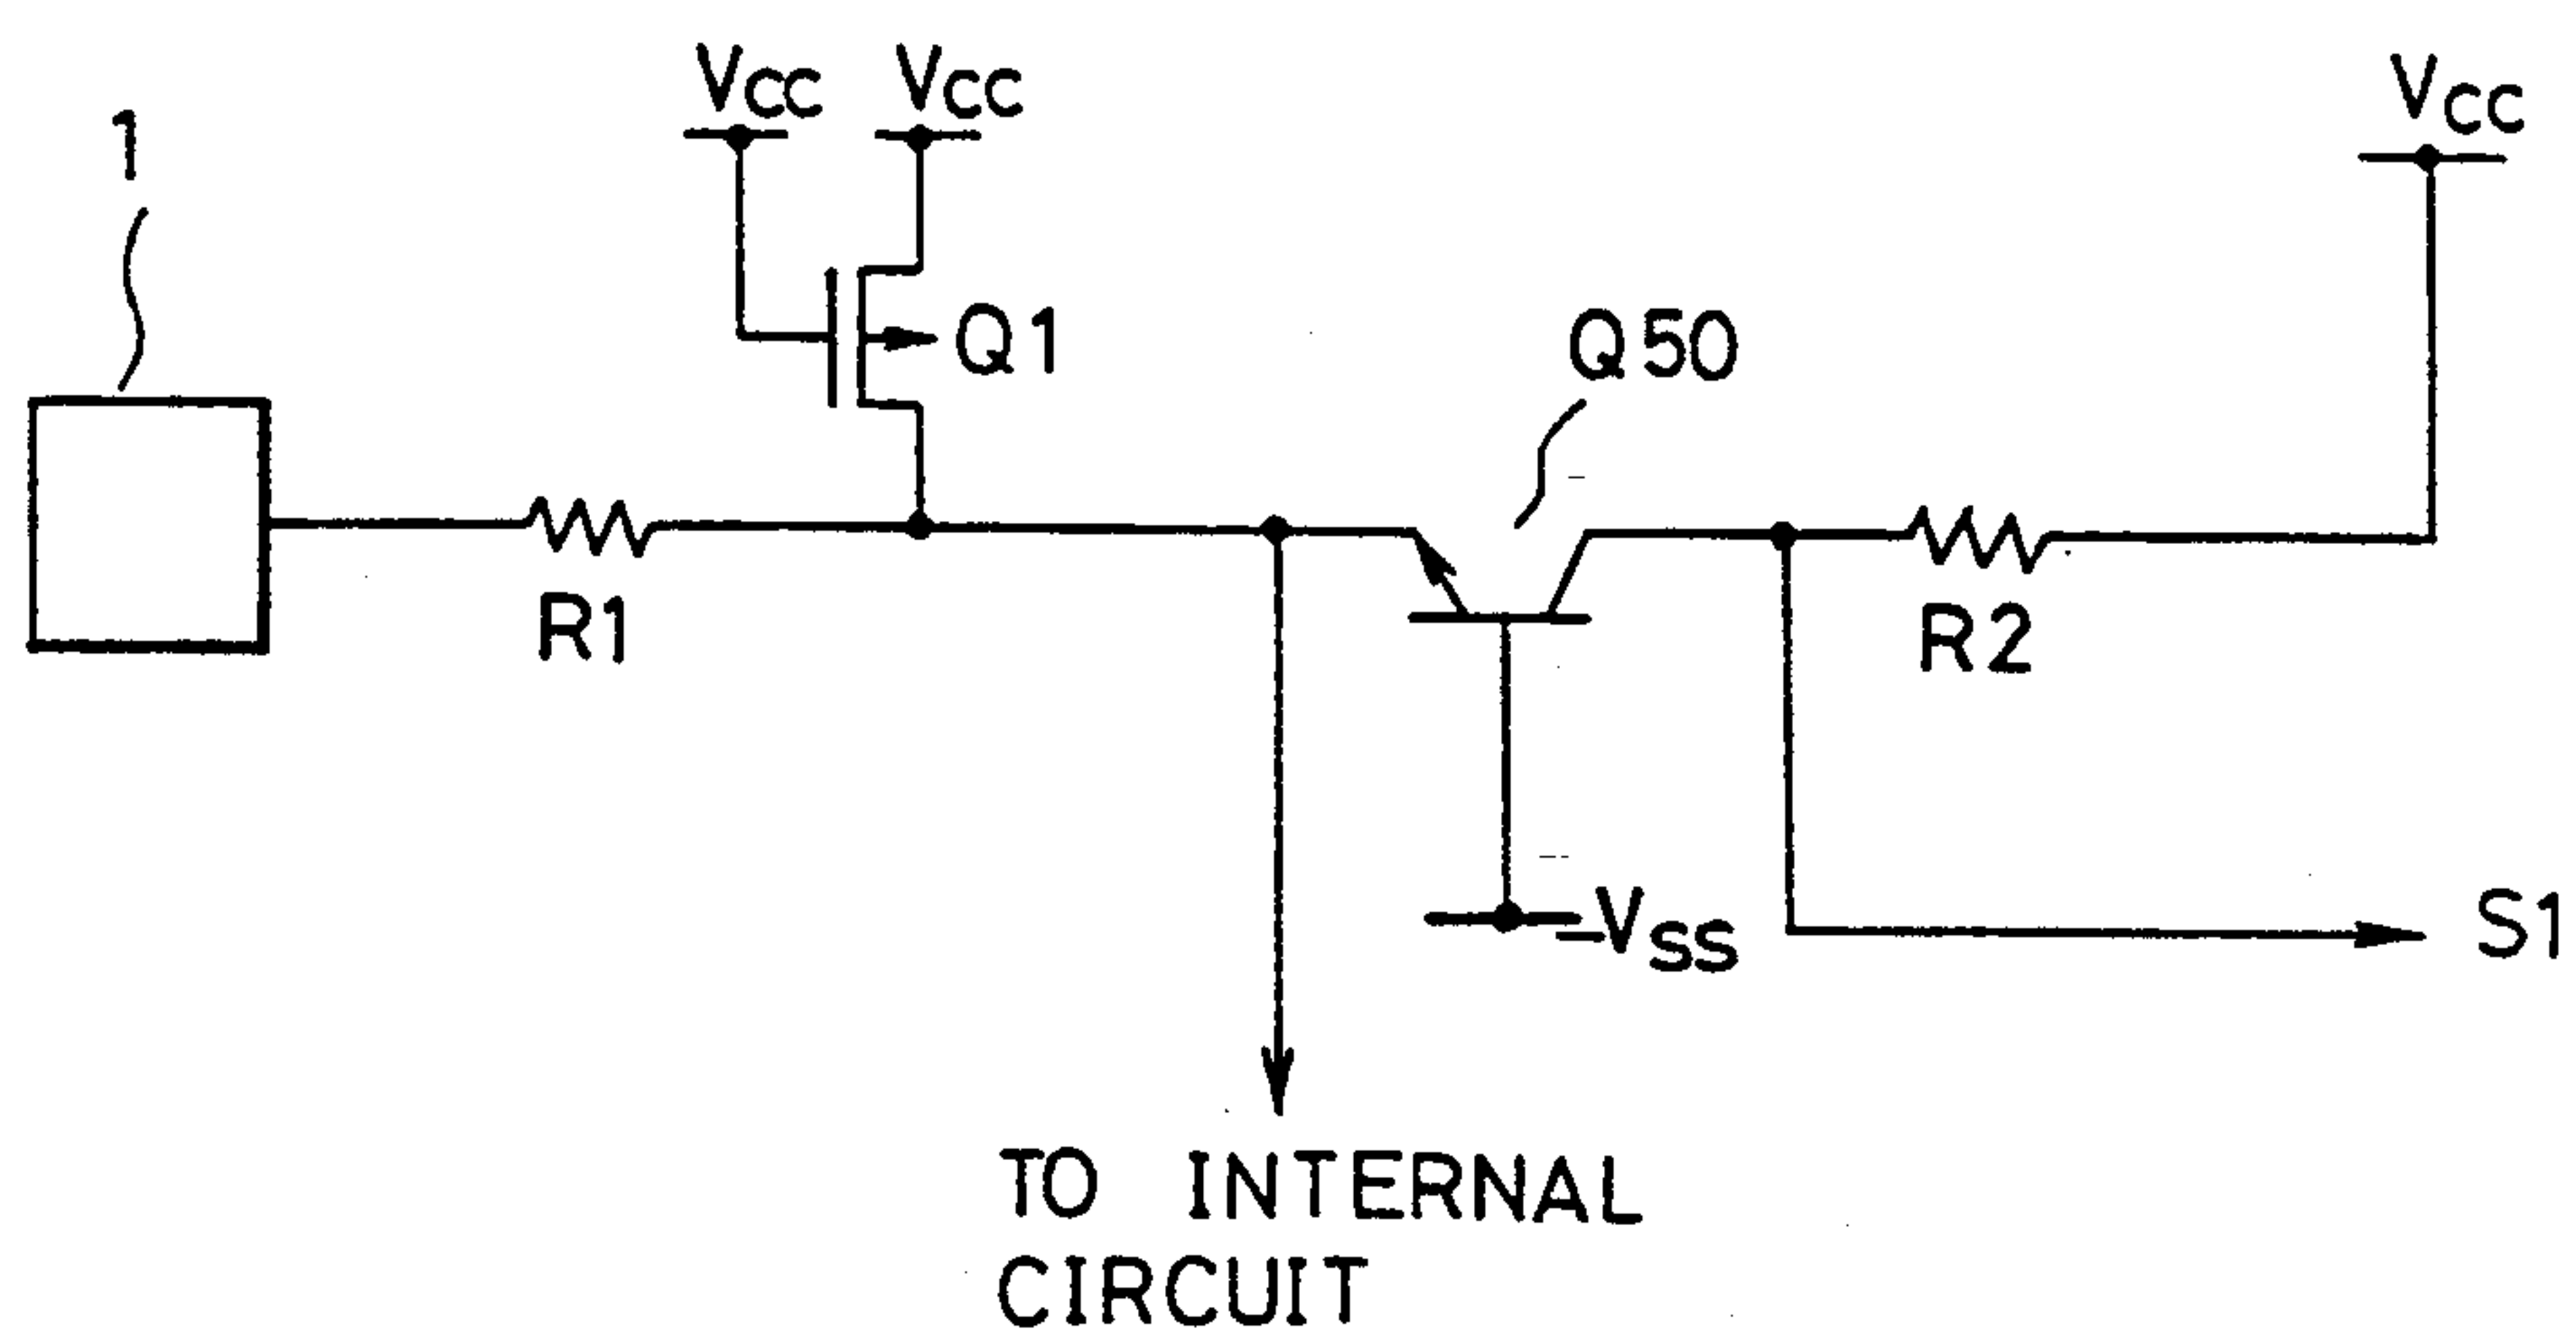 1
VCC
VCC
VCC
Q1
Q50
R1
R2
-VSS
S1
TO INTERNAL
CIRCUIT